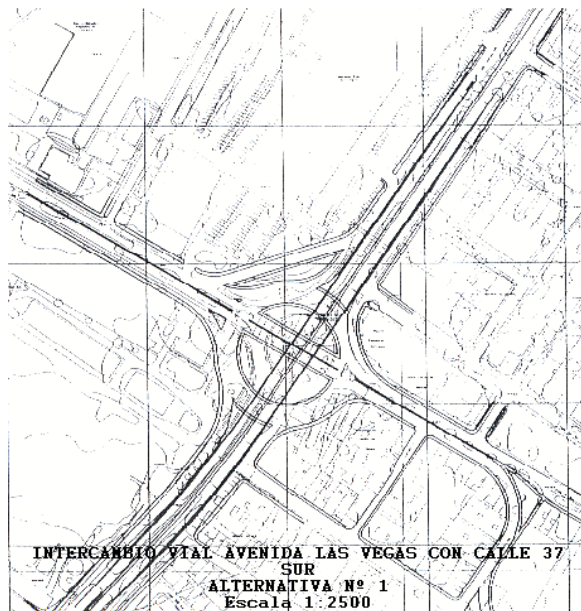 INTERCAMBIO VIAL AVENIDA LAS VEGAS CON CALLE 37
SUR
ALTERNATIVA Nº 1
Escala 1:2500